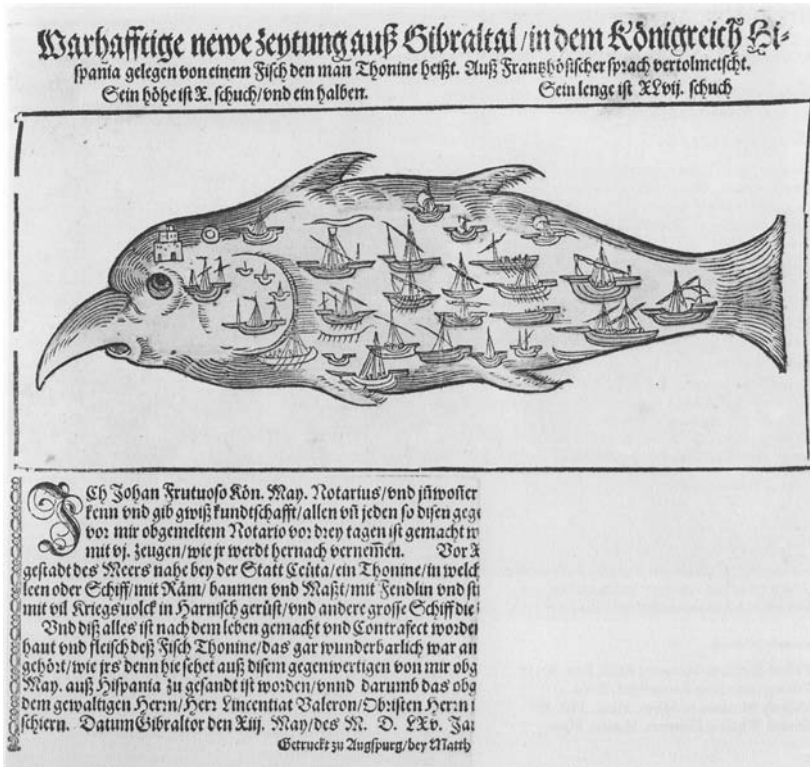 Warhafftige newe zeytung auß Gibraltal/in dem Königreich Hi-
spania gelegen von einem Fisch den man Thonine heißt. Auß Frantzhösischer sprach vertolmetscht.
Sein höhe ist X. schuch/vnd ein halben. Sein lenge ist XLvij. schuch
ICh Johan Frutuoso Kön. May. Notarius/vnd
kenn vnd gib gwiß kundtschafft/allen vñ jeden so disen gege
vor mir obgemeltem Notario vor drey tagen ist gemacht w
mit vj. zeugen/wie jr werdt hernach vernemen. Vor X
gestadt des Meers nahe bey der Statt Ceuta/ein Thonine/in welch
leen oder Schiff/mit Räm/baumen vnd Maßt/mit Fendlin vnd sti
mit vil Kriegsuolck in Harnisch gerüst/vnd andere grosse Schiff die
Vnd diß alles ist nach dem leben gemacht vnd Contrafect worde
haut vnd fleisch deß Fisch Thonine/das gar wunderbarlich war an
gehört/wie jrs denn hie sehet auß disem gegenwertigen von mir obg
May. auß Hispania zu gesandt ist worden/vnnd darumb das obg
dem gewaltigen Herrn/Herr Lincentiat Valeron/Obristen Herrn
schiern. Datum Gibraltor den Xiij. May/des M. D. LXv. Jar
Getruckt zu Augspurg/bey Matth